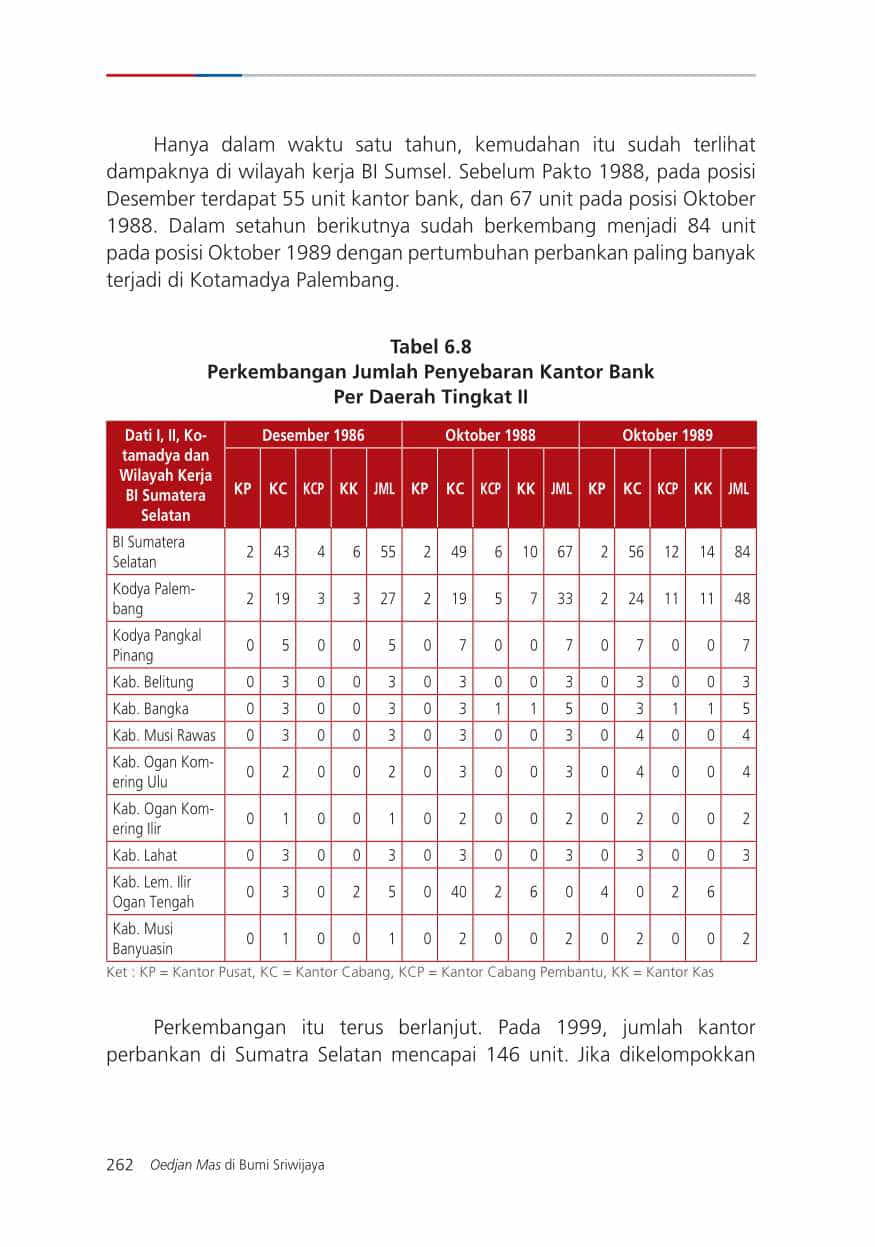 Hanya dalam waktu satu tahun, kemudahan itu sudah terlihat
dampaknya di wilayah kerja BI Sumsel. Sebelum Pakto 1988, pada posisi
Desember terdapat 55 unit kantor bank, dan 67 unit pada posisi Oktober
1988. Dalam setahun berikutnya sudah berkembang menjadi 84 unit
pada posisi Oktober 1989 dengan pertumbuhan perbankan paling banyak
terjadi di Kotamadya Palembang.
Tabel 6.8
Perkembangan Jumlah Penyebaran Kantor Bank
Per Daerah Tingkat II
Dati I, II, Ko-
tamadya dan
Wilayah Kerja
BI Sumatera
Selatan
Desember 1986 Oktober 1988 Oktober 1989
KP KC KCP KK JML KP KC KCP KK JML KP KC KCP KK JML
BI Sumatera
Selatan
2 43 4 6 55 2 49 6 10 67 2 56 12 14 84
Kodya Palem-
bang
2 19 3 3 27 2 19 5 7 33 2 24 11 11 48
Kodya Pangkal
Pinang
0 5 0 0 5 0 7 0 0 7 0 7 0 0 7
Kab. Belitung 0 3 0 0 3 0 3 0 0 3 0 3 0 0 3
Kab. Bangka 0 3 0 0 3 0 3 1 1 5 0 3 1 1 5
Kab. Musi Rawas 0 3 0 0 3 0 3 0 0 3 0 4 0 0 4
Kab. Ogan Kom-
ering Ulu
0 2 0 0 2 0 3 0 0 3 0 4 0 0 4
Kab. Ogan Kom-
ering Ilir
0 1 0 0 1 0 2 0 0 2 0 2 0 0 2
Kab. Lahat 0 3 0 0 3 0 3 0 0 3 0 3 0 0 3
Kab. Lem. Ilir
Ogan Tengah
0 3 0 2 5 0 40 2 6 0 4 0 2 6
Kab. Musi
Banyuasin
0 1 0 0 1 0 2 0 0 2 0 2 0 0 2
Ket : KP = Kantor Pusat, KC = Kantor Cabang, KCP = Kantor Cabang Pembantu, KK = Kantor Kas
Perkembangan itu terus berlanjut. Pada 1999, jumlah kantor
perbankan di Sumatra Selatan mencapai 146 unit. Jika dikelompokkan
262 Oedjan Mas di Bumi Sriwijaya